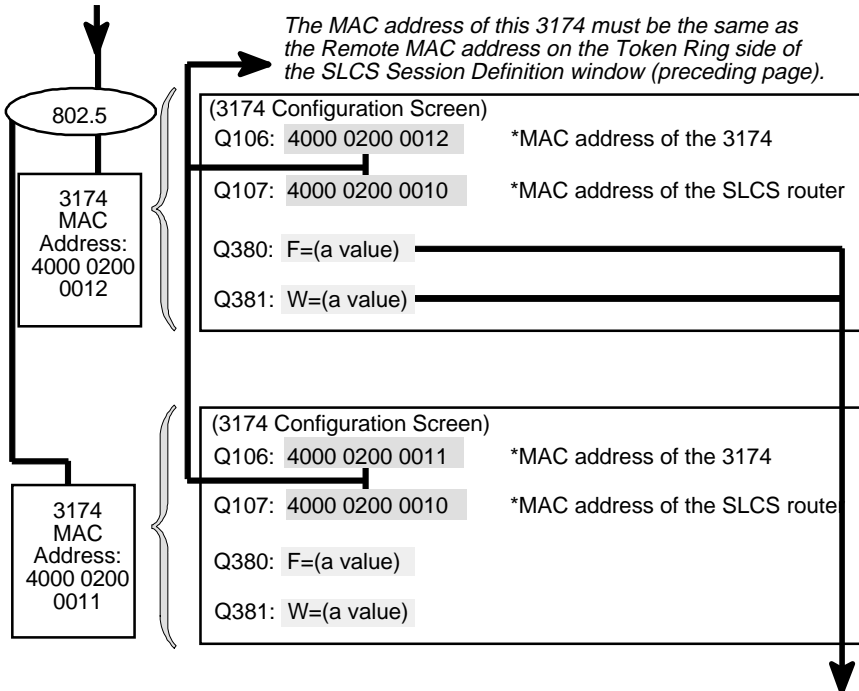 The MAC address of this 3174 must be the same as
the Remote MAC address on the Token Ring side of
the SLCS Session Definition window (preceding page).
802.5
3174
MAC
Address:
4000 0200
0012
(3174 Configuration Screen)
Q106: 4000 0200 0012 *MAC address of the 3174
Q107: 4000 0200 0010 *MAC address of the SLCS router
Q380: F=(a value)
Q381: W=(a value)
3174
MAC
Address:
4000 0200
0011
(3174 Configuration Screen)
Q106: 4000 0200 0011 *MAC address of the 3174
Q107: 4000 0200 0010 *MAC address of the SLCS router
Q380: F=(a value)
Q381: W=(a value)